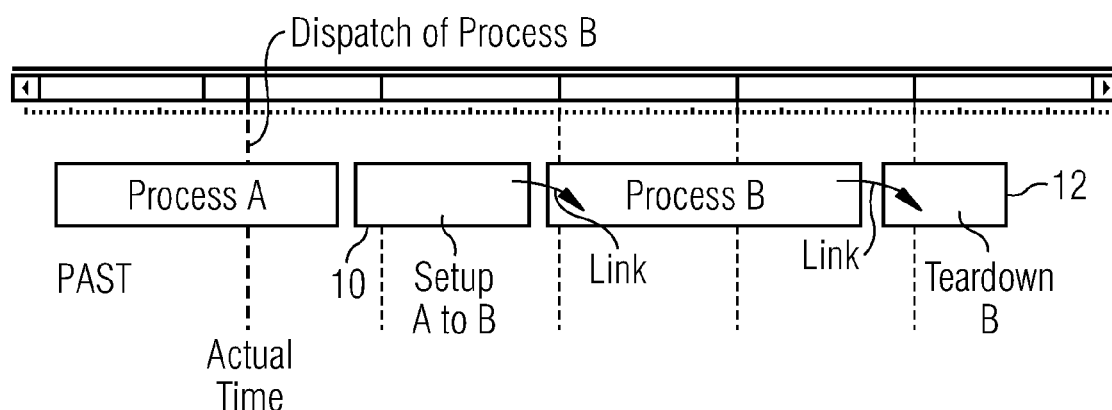 Dispatch of Process B
Process A
Process B
12
PAST
10
Setup
A to B
Link
Link
Teardown
B
Actual
Time